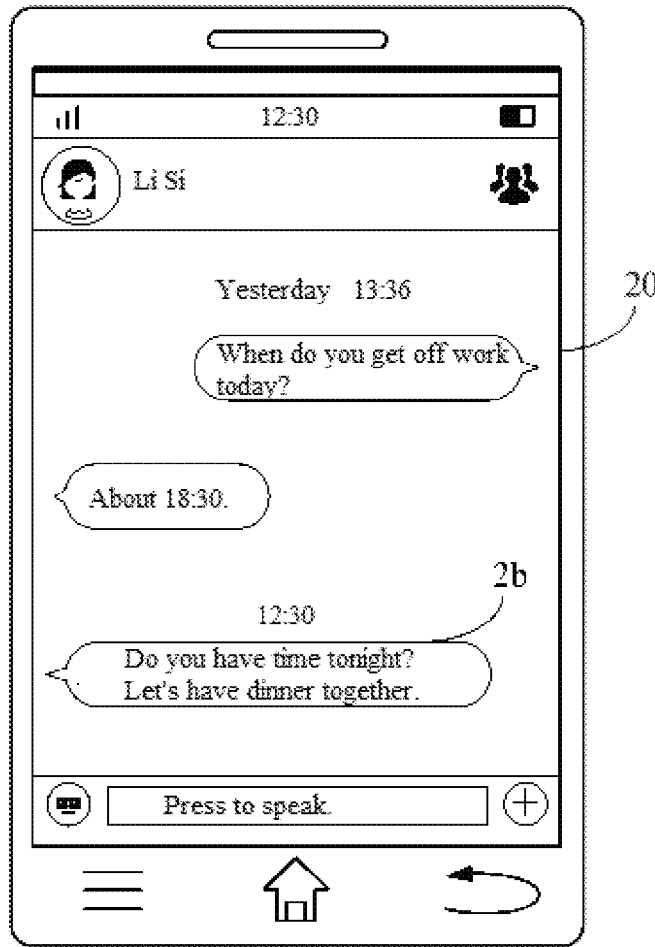 12:30
Li Si
Yesterday 13:36
20
When do you get off work
today?
About 18:30.
2b
12:30
Do you have time tonight?
Let's have dinner together.
Press to speak.